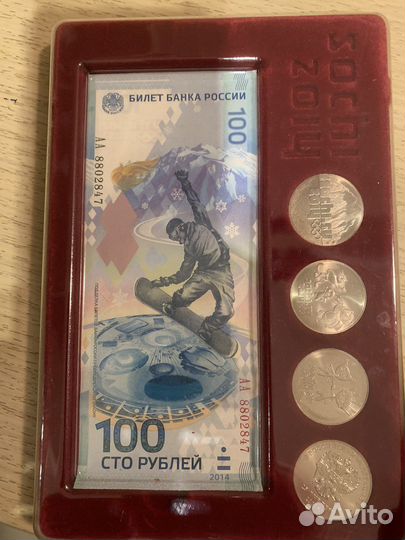 БИЛЕТ БАНКА РОССИИ
100
АА 8802847
АА 8802847
100
СТО РУБЛЕЙ
2014
sochi
2014
Avito